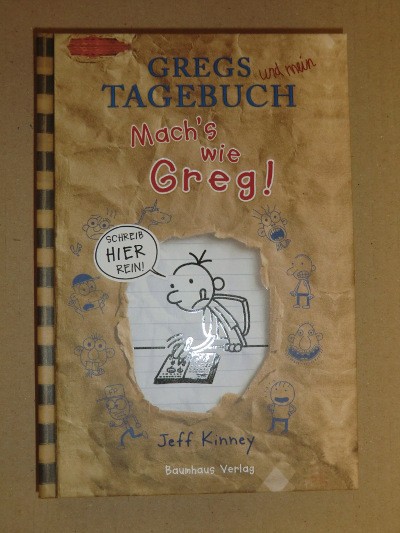 GREGS und mein
TAGEBUCH
Mach's
wie
Greg!
SCHREIB
HIER
REIN!
Jeff Kinney
Baumhaus Verlag